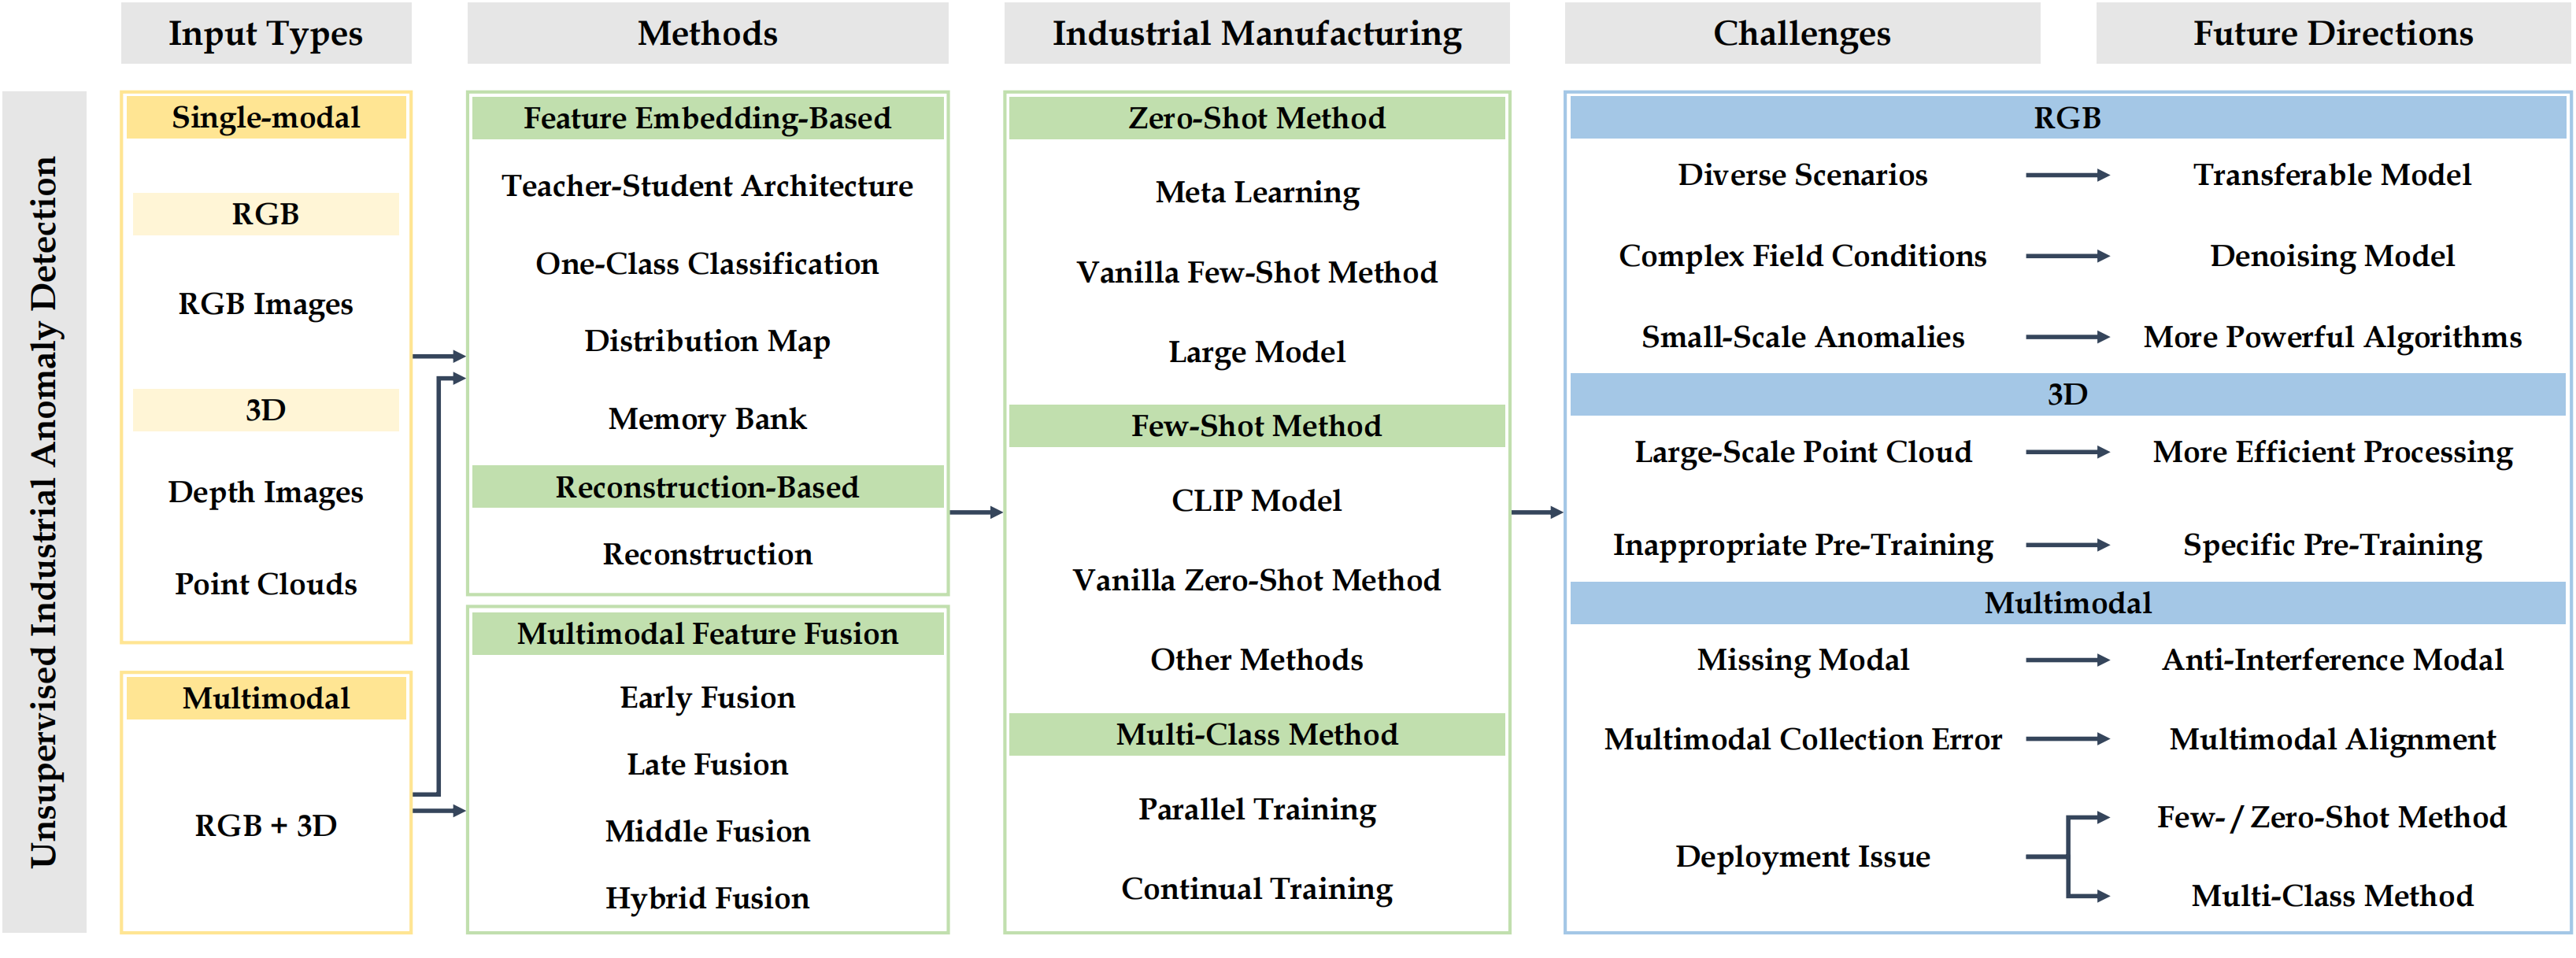 Input Types
Methods
Industrial Manufacturing
Challenges
Future Directions
Unsupervised Industrial Anomaly Detection
Single-modal
RGB
RGB Images
3D
Depth Images
Point Clouds
Multimodal
RGB + 3D
Feature Embedding-Based
Teacher-Student Architecture
One-Class Classification
Distribution Map
Memory Bank
Reconstruction-Based
Reconstruction
Multimodal Feature Fusion
Early Fusion
Late Fusion
Middle Fusion
Hybrid Fusion
Zero-Shot Method
Meta Learning
Vanilla Few-Shot Method
Large Model
Few-Shot Method
CLIP Model
Vanilla Zero-Shot Method
Other Methods
Multi-Class Method
Parallel Training
Continual Training
RGB
Diverse Scenarios
Transferable Model
Complex Field Conditions
Denoising Model
Small-Scale Anomalies
More Powerful Algorithms
3D
Large-Scale Point Cloud
More Efficient Processing
Inappropriate Pre-Training
Specific Pre-Training
Multimodal
Missing Modal
Anti-Interference Modal
Multimodal Collection Error
Multimodal Alignment
Deployment Issue
Few- / Zero-Shot Method
Multi-Class Method